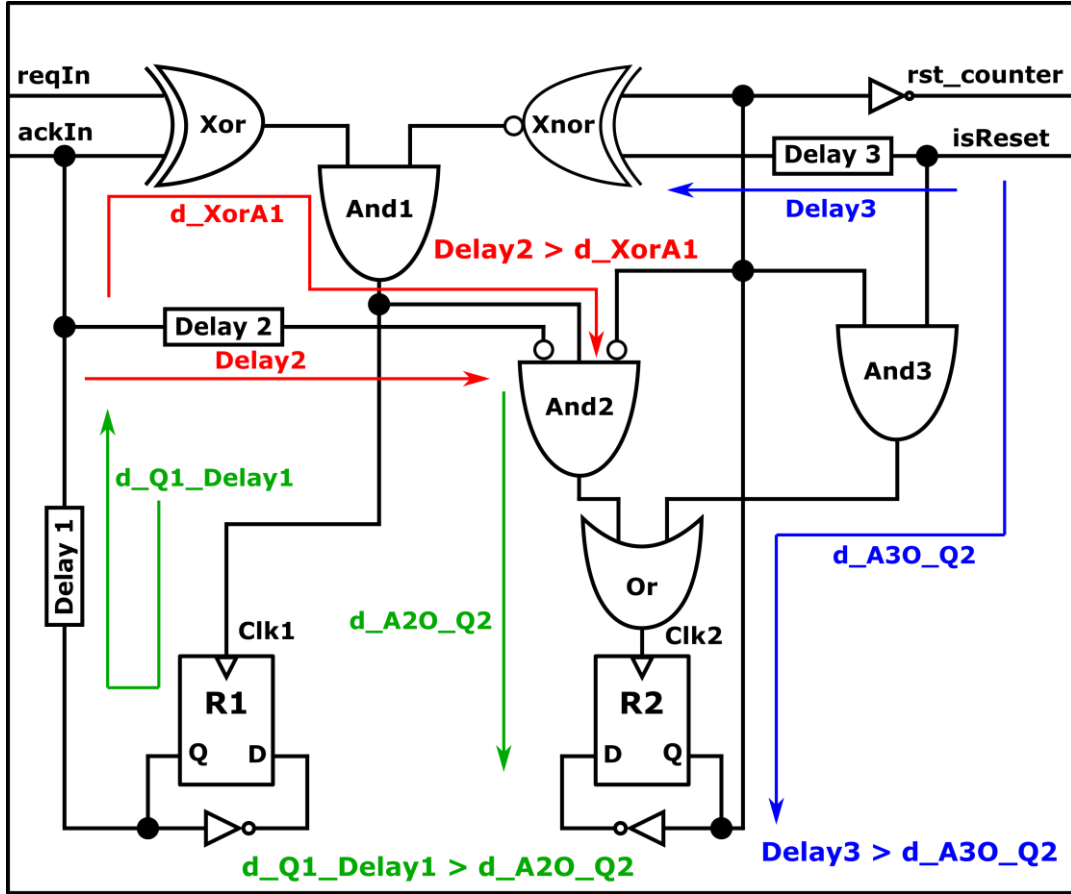 reqIn
rst_counter
Xor
Xnor
ackIn
isReset
Delay 3
And1
d_XorA1
Delay3
Delay2 > d_XorA1
Delay 2
Delay2
And3
And2
d_Q1_Delay1
Delay 1
d_A3O_Q2
Or
d_A2O_Q2
Clk1
Clk2
R1
R2
Q
D
D
Q
d_Q1_Delay1 > d_A2O_Q2
Delay3 > d_A3O_Q2